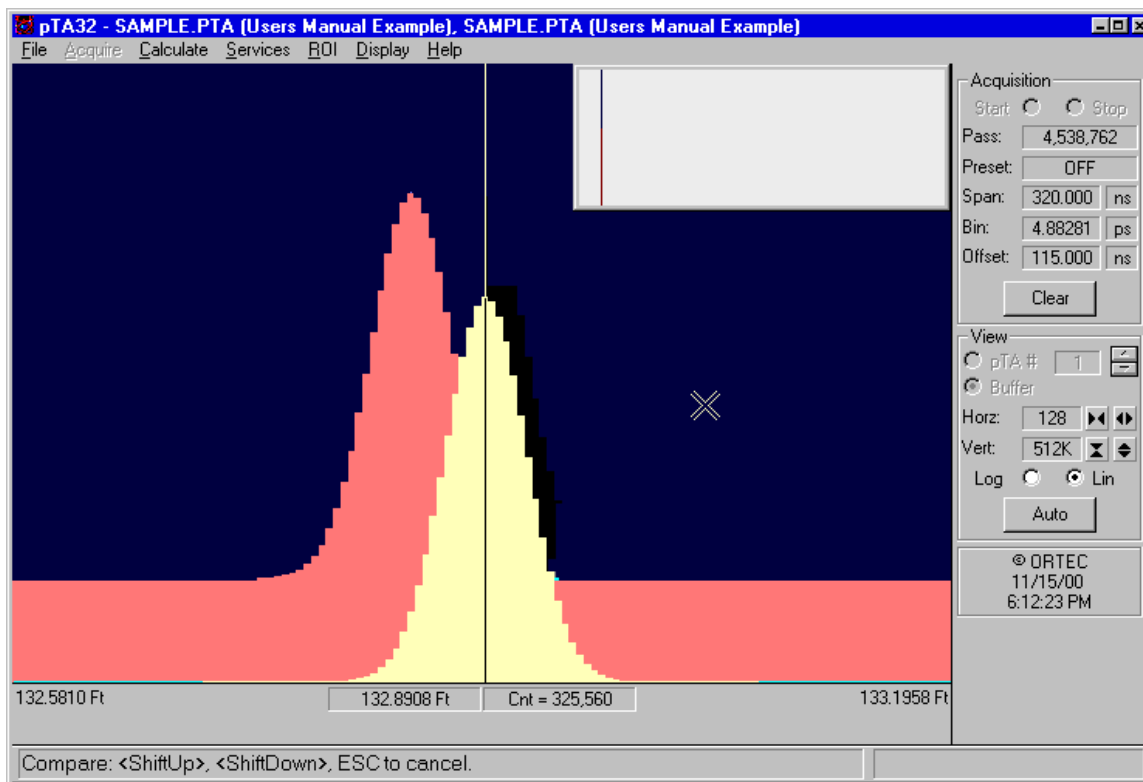 pTA32 - SAMPLE.PTA (Users Manual Example), SAMPLE.PTA (Users Manual Example)
File Acquire Calculate Services ROI Display Help
Acquisition
Start Stop
Pass: 4,538,762
Preset: OFF
Span: 320.000 ns
Bin: 4.88281 ps
Offset: 115.000 ns
Clear
View
pTA # 1
Buffer
Horz: 128
Vert: 512K
Log Lin
Auto
© ORTEC
11/15/00
6:12:23 PM
132.5810 Ft 132.8908 Ft Cnt = 325,560 133.1958 Ft
Compare: <ShiftUp>, <ShiftDown>, ESC to cancel.